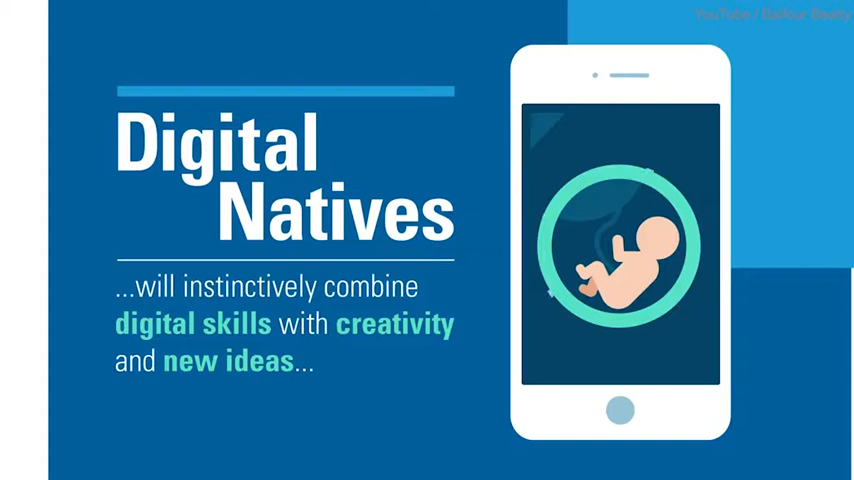 YouTube / Balfour Beatty
Digital
Natives
...will instinctively combine
digital skills with creativity
and new ideas...